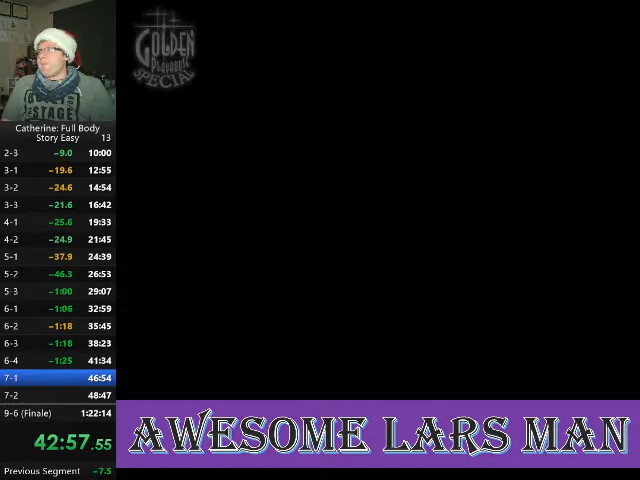 GOLDEN
PLAYHOUSE
SPECIAL
STAGE
Catherine: Full Body
Story Easy 13
2-3 −9.0 10:00
3-1 −19.6 12:55
3-2 −24.6 14:54
3-3 −21.6 16:42
4-1 −25.6 19:33
4-2 −24.9 21:45
5-1 −37.9 24:39
5-2 −46.3 26:53
5-3 −1:00 29:07
6-1 −1:06 32:59
6-2 −1:18 35:45
6-3 −1:18 38:23
6-4 −1:25 41:34
7-1 46:54
7-2 48:47
9-6 (Finale) 1:22:14
42:57.55
Previous Segment −7.5
AWESOME LARS MAN